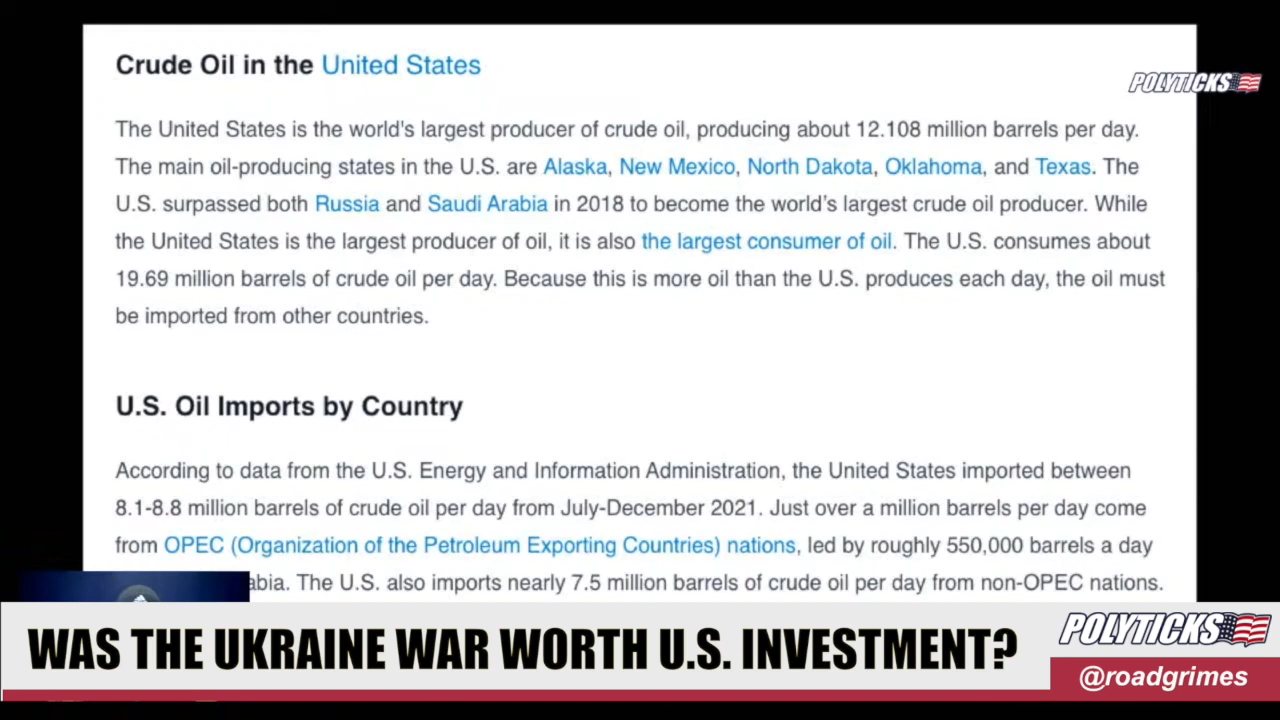 Crude Oil in the United States
POLYTICKS
The United States is the world's largest producer of crude oil, producing about 12.108 million barrels per day.
The main oil-producing states in the U.S. are Alaska, New Mexico, North Dakota, Oklahoma, and Texas. The
U.S. surpassed both Russia and Saudi Arabia in 2018 to become the world's largest crude oil producer. While
the United States is the largest producer of oil, it is also the largest consumer of oil. The U.S. consumes about
19.69 million barrels of crude oil per day. Because this is more oil than the U.S. produces each day, the oil must
be imported from other countries.
U.S. Oil Imports by Country
According to data from the U.S. Energy and Information Administration, the United States imported between
8.1-8.8 million barrels of crude oil per day from July-December 2021. Just over a million barrels per day come
from OPEC (Organization of the Petroleum Exporting Countries) nations, led by roughly 550,000 barrels a day
abia. The U.S. also imports nearly 7.5 million barrels of crude oil per day from non-OPEC nations.
WAS THE UKRAINE WAR WORTH U.S. INVESTMENT?
POLYTICKS
@roadgrimes